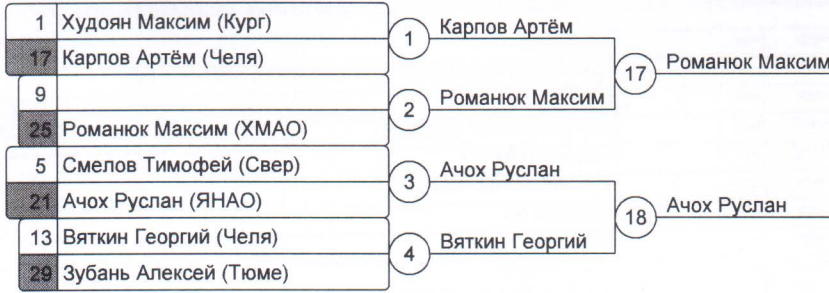 1 Худоян Максим (Кург)
17 Карпов Артём (Челя)
9
25 Романюк Максим (ХМАО)
5 Смелов Тимофей (Свер)
21 Ачох Руслан (ЯНАО)
13 Вяткин Георгий (Челя)
29 Зубань Алексей (Тюме)
1 Карпов Артём
2 Романюк Максим
3 Ачох Руслан
4 Вяткин Георгий
17 Романюк Максим
18 Ачох Руслан